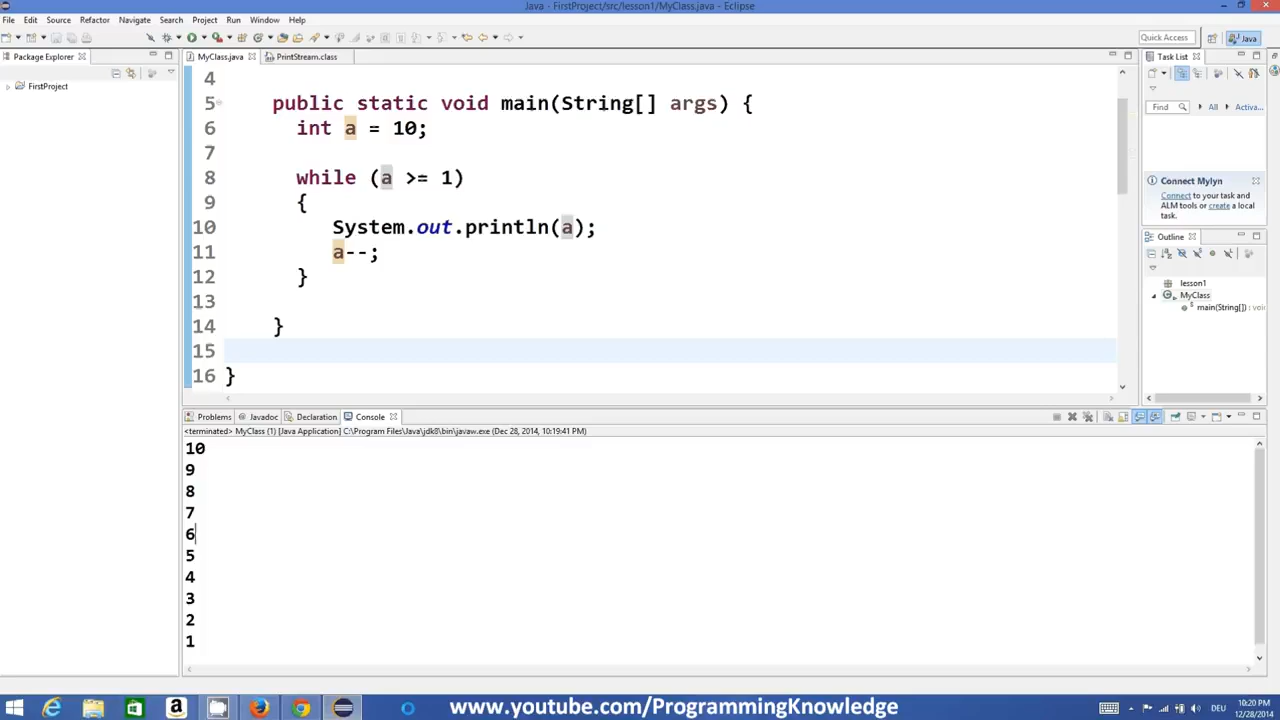 Java - FirstProject/src/lesson1/MyClass.java - Eclipse
File Edit Source Refactor Navigate Search Project Run Window Help
Quick Access
Java
Package Explorer
FirstProject
MyClass.java
PrintStream.class
4
5 public static void main(String[] args) {
6 int a = 10;
7
8 while (a >= 1)
9 {
10 System.out.println(a);
11 a--;
12 }
13
14 }
15
16 }
Task List
Find All Activa...
Connect Mylyn
Connect to your task and
ALM tools or create a local
task.
Outline
lesson1
MyClass
main(String[]) : voi
Problems Javadoc Declaration Console
<terminated> MyClass (1) [Java Application] C:\Program Files\Java\jdk8\bin\javaw.exe (Dec 28, 2014, 10:19:41 PM)
10
9
8
7
6
5
4
3
2
1
www.youtube.com/ProgrammingKnowledge
DEU
10:20 PM
12/28/2014